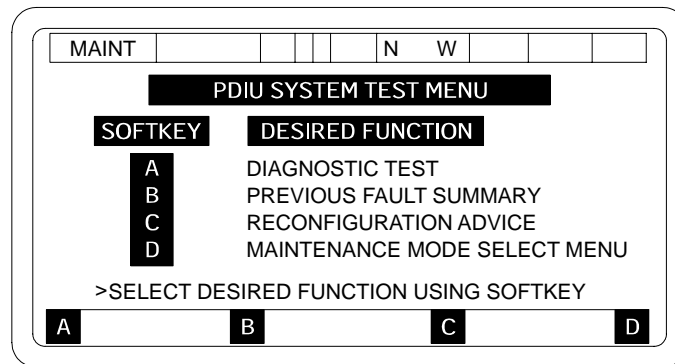 MAINT N W
PDIU SYSTEM TEST MENU
SOFTKEY DESIRED FUNCTION
A DIAGNOSTIC TEST
B PREVIOUS FAULT SUMMARY
C RECONFIGURATION ADVICE
D MAINTENANCE MODE SELECT MENU
>SELECT DESIRED FUNCTION USING SOFTKEY
A B C D